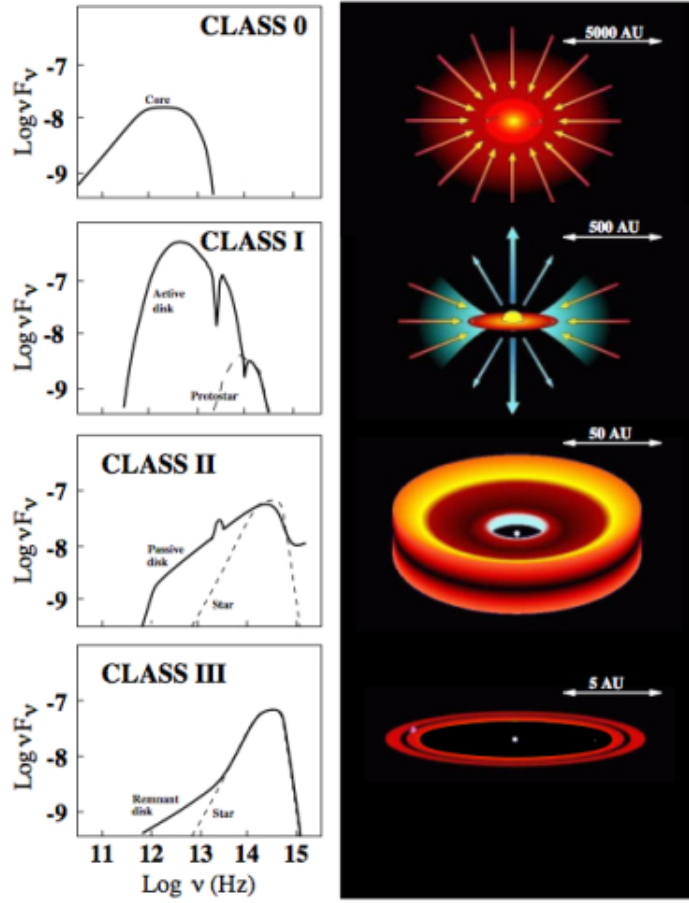 CLASS 0
5000 AU
Log νFν
-7
-8
-9
Core
CLASS I
500 AU
Log νFν
-7
-8
-9
Active
disk
Protostar
CLASS II
50 AU
Log νFν
-7
-8
-9
Passive
disk
Star
CLASS III
5 AU
Log νFν
-7
-8
-9
Remnant
disk
Star
11 12 13 14 15
Log ν (Hz)